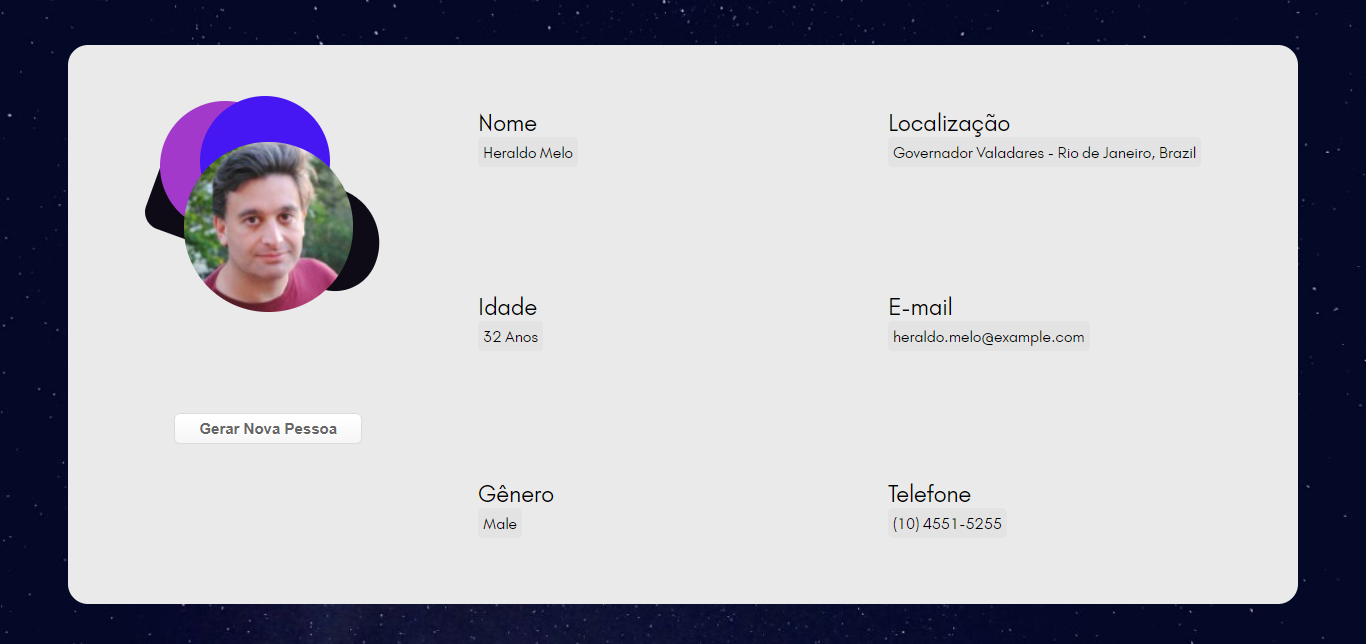 Nome
Heraldo Melo
Localização
Governador Valadares - Rio de Janeiro, Brazil
Idade
32 Anos
E-mail
heraldo.melo@example.com
Gerar Nova Pessoa
Gênero
Male
Telefone
(10) 4551-5255